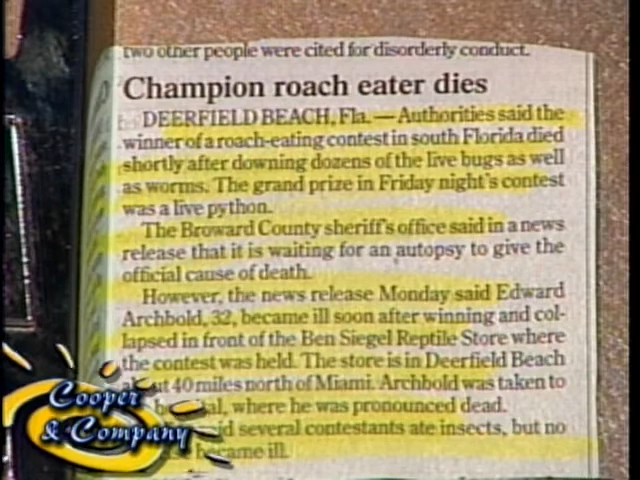 two other people were cited for disorderly conduct.
Champion roach eater dies
DEERFIELD BEACH, Fla. — Authorities said the
winner of a roach-eating contest in south Florida died
shortly after downing dozens of the live bugs as well
as worms. The grand prize in Friday night's contest
was a live python.
The Broward County sheriff's office said in a news
release that it is waiting for an autopsy to give the
official cause of death.
However, the news release Monday said Edward
Archbold, 32, became ill soon after winning and col-
lapsed in front of the Ben Siegel Reptile Store where
the contest was held. The store is in Deerfield Beach
40 miles north of Miami. Archbold was taken to
where he was pronounced dead.
several contestants ate insects, but no
became ill.
Cooper
& Company